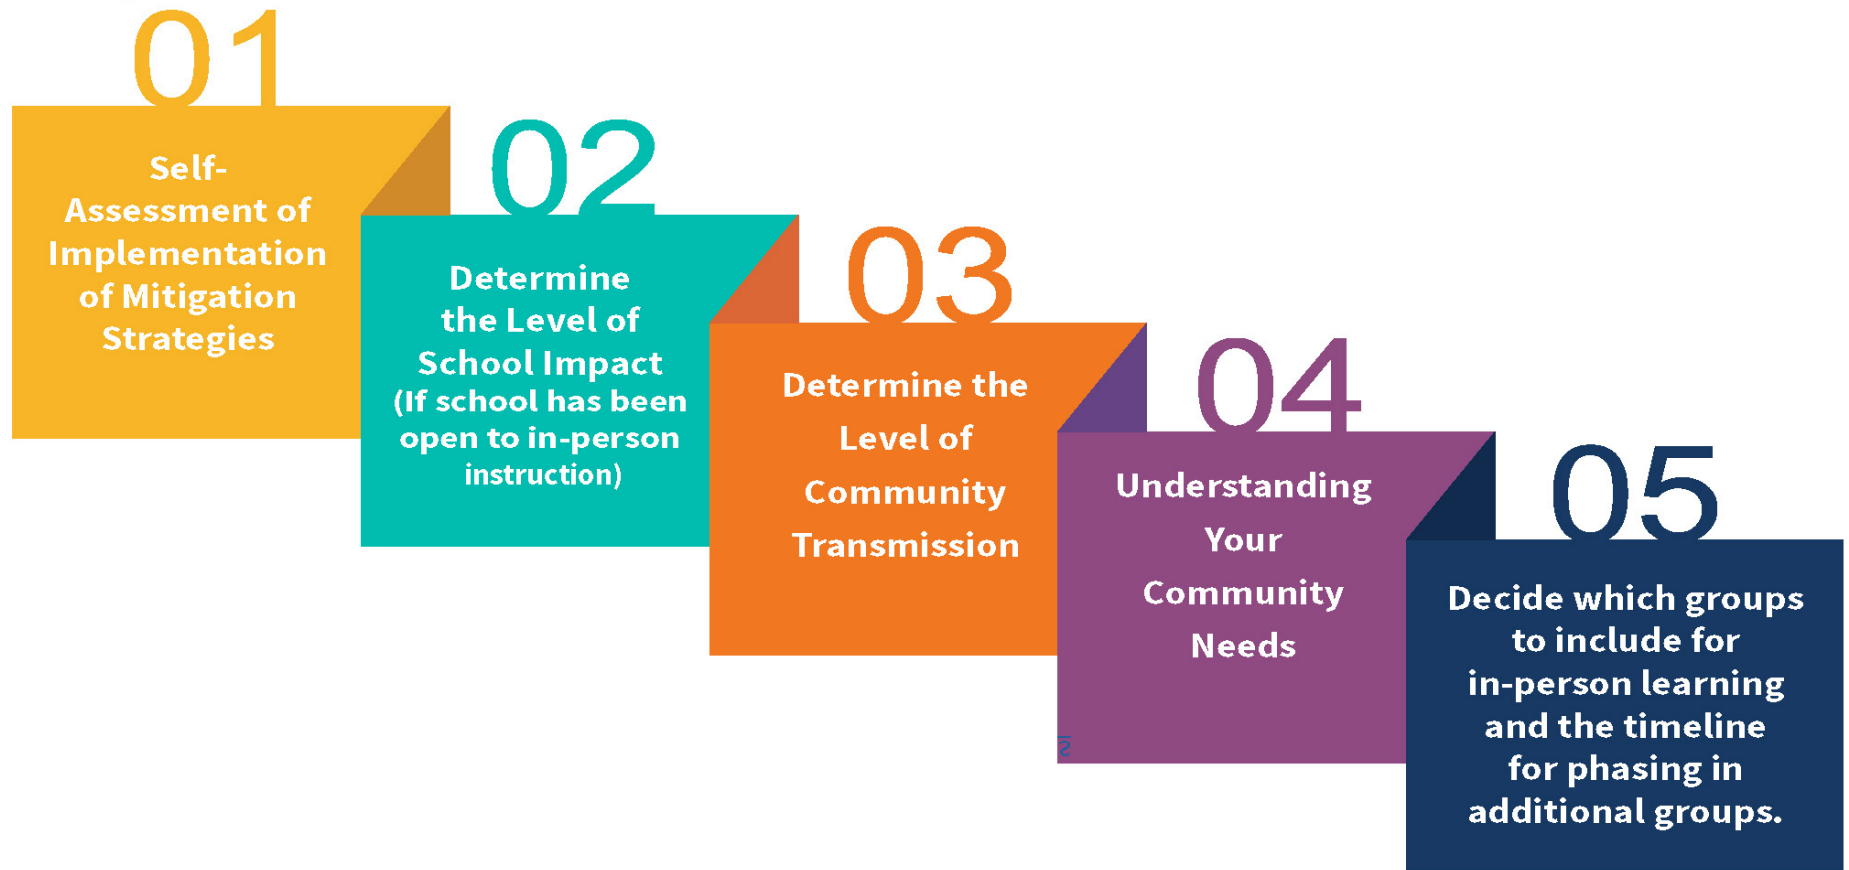 01
Self-
Assessment of
Implementation
of Mitigation
Strategies
02
Determine
the Level of
School Impact
(If school has been
open to in-person
instruction)
03
Determine the
Level of
Community
Transmission
04
Understanding
Your
Community
Needs
05
Decide which groups
to include for
in-person learning
and the timeline
for phasing in
additional groups.